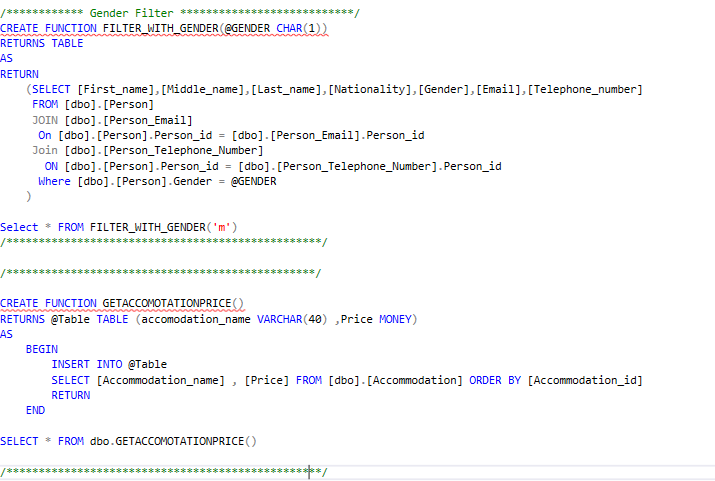 /************ Gender Filter ***************************/
CREATE FUNCTION FILTER_WITH_GENDER(@GENDER CHAR(1))
RETURNS TABLE
AS
RETURN
(SELECT [First_name],[Middle_name],[Last_name],[Nationality],[Gender],[Email],[Telephone_number]
FROM [dbo].[Person]
JOIN [dbo].[Person_Email]
On [dbo].[Person].Person_id = [dbo].[Person_Email].Person_id
Join [dbo].[Person_Telephone_Number]
ON [dbo].[Person].Person_id = [dbo].[Person_Telephone_Number].Person_id
Where [dbo].[Person].Gender = @GENDER
)
Select * FROM FILTER_WITH_GENDER('m')
/*************************************************/
/************************************************/
CREATE FUNCTION GETACCOMOTATIONPRICE()
RETURNS @Table TABLE (accomodation_name VARCHAR(40) ,Price MONEY)
AS
BEGIN
INSERT INTO @Table
SELECT [Accommodation_name] , [Price] FROM [dbo].[Accommodation] ORDER BY [Accommodation_id]
RETURN
END
SELECT * FROM dbo.GETACCOMOTATIONPRICE()
/*************************************************/